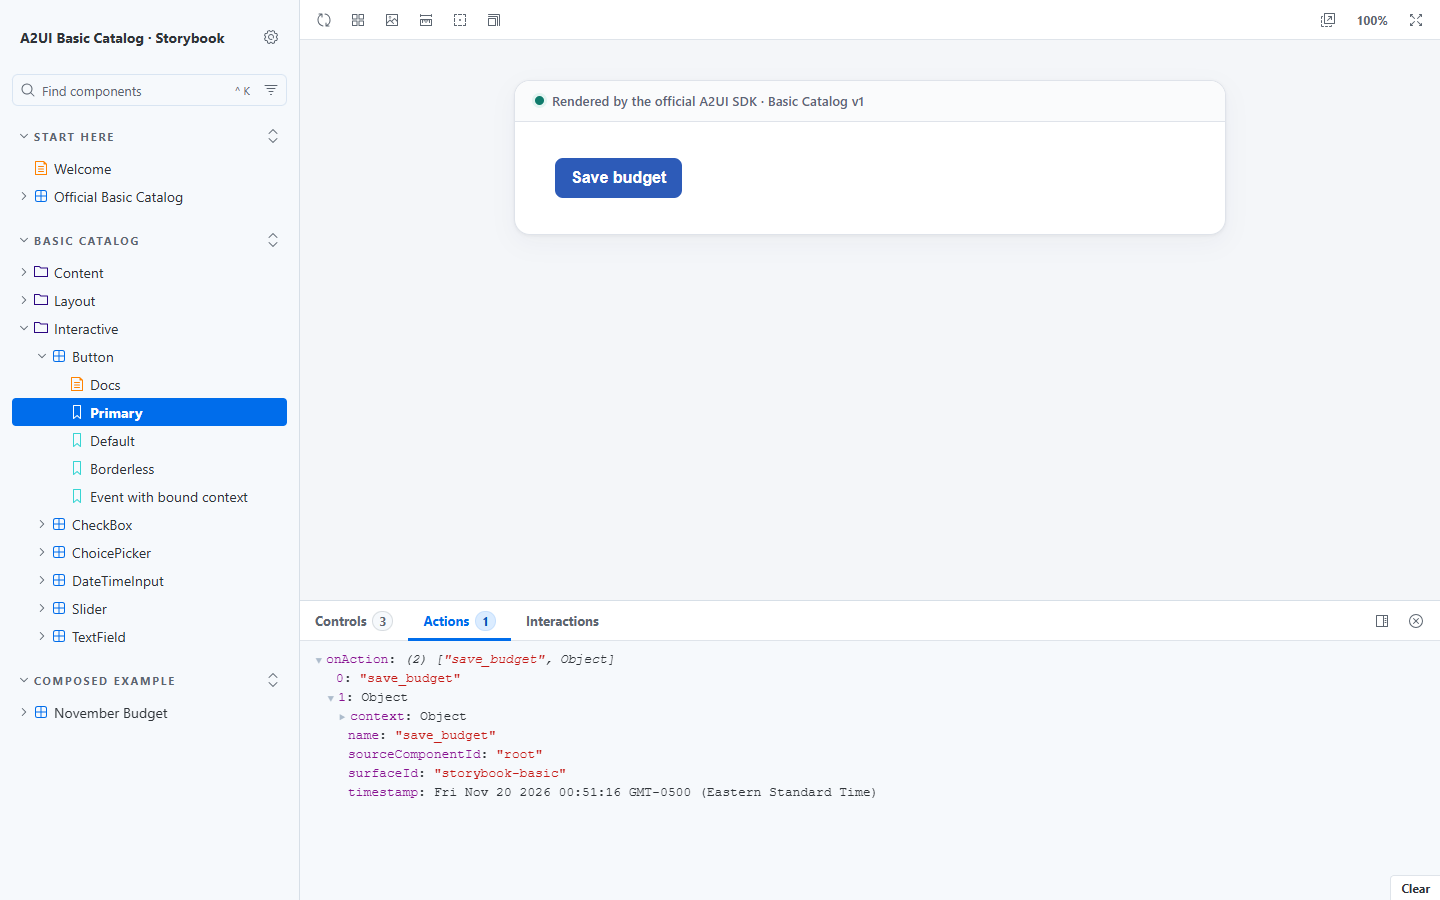 A2UI Basic Catalog · Storybook
Find components
^ K
START HERE
Welcome
Official Basic Catalog
BASIC CATALOG
Content
Layout
Interactive
Button
Docs
Primary
Default
Borderless
Event with bound context
CheckBox
ChoicePicker
DateTimeInput
Slider
TextField
COMPOSED EXAMPLE
November Budget
100%
Rendered by the official A2UI SDK · Basic Catalog v1
Save budget
Controls 3
Actions 1
Interactions
onAction: (2) ["save_budget", Object]
0: "save_budget"
1: Object
context: Object
name: "save_budget"
sourceComponentId: "root"
surfaceId: "storybook-basic"
timestamp: Fri Nov 20 2026 00:51:16 GMT-0500 (Eastern Standard Time)
Clear